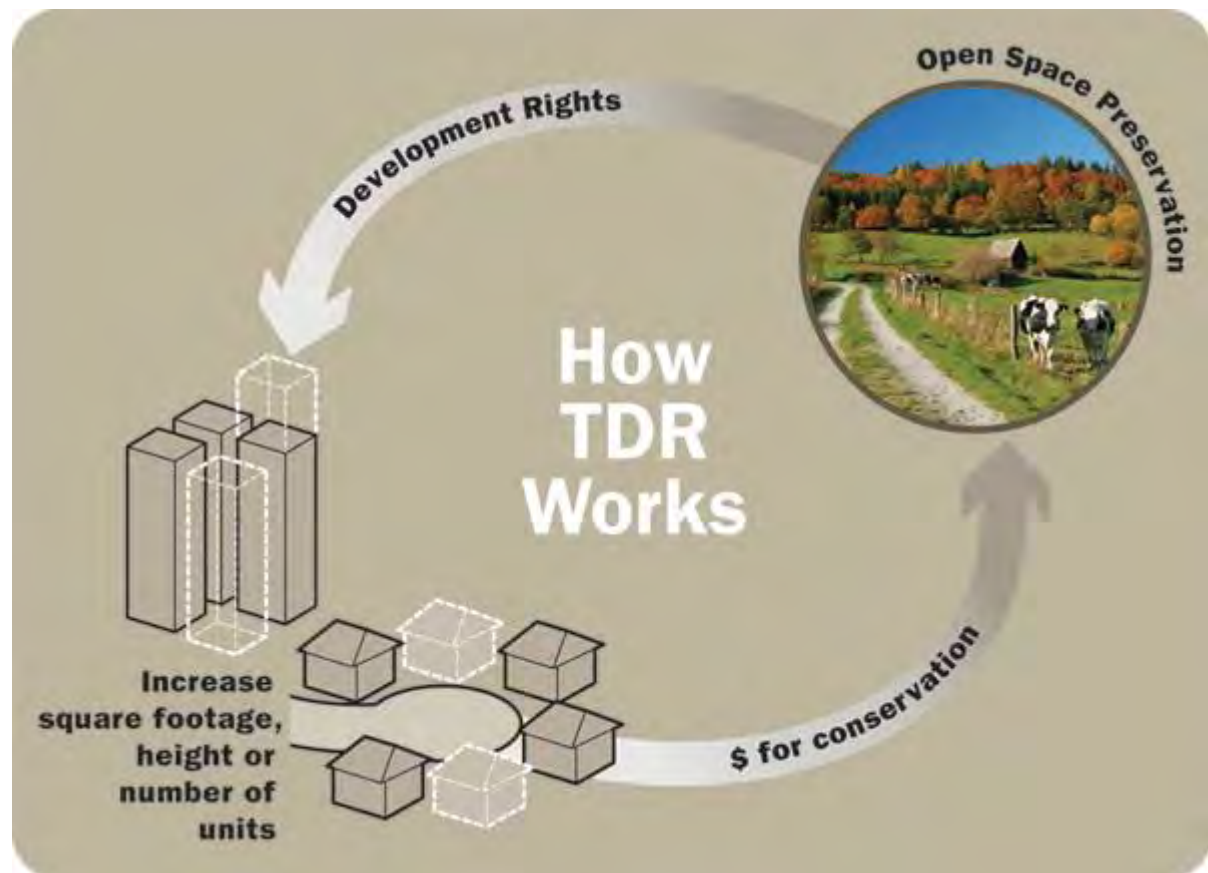 Open Space Preservation
Development Rights
How
TDR
Works
Increase
square footage,
height or
number of
units
$ for conservation